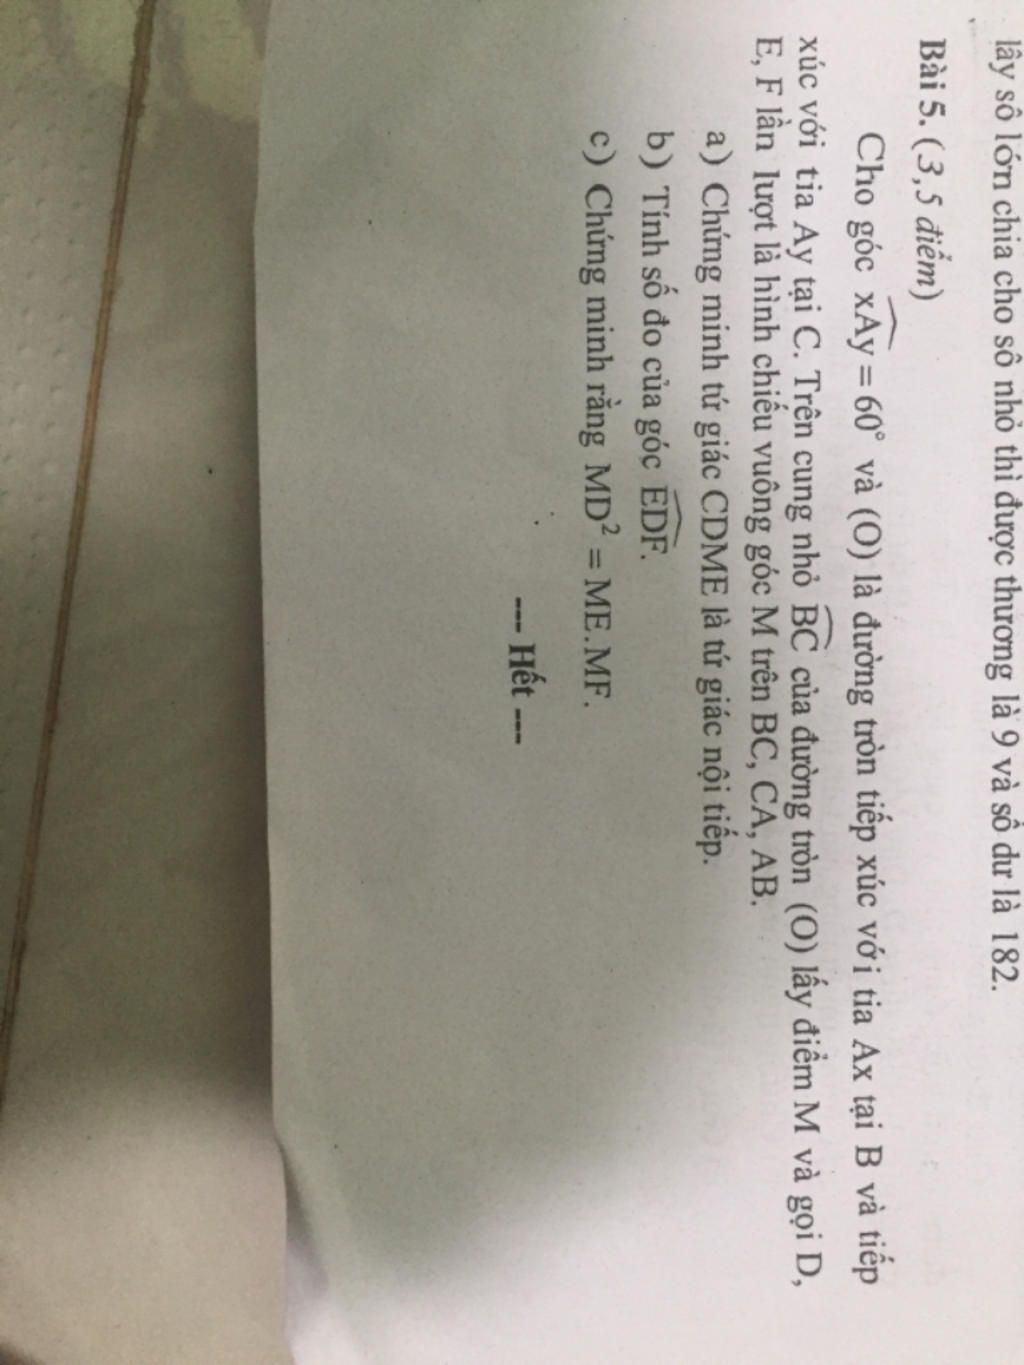 lấy số lớn chia cho số nhỏ thì được thương là 9 và số dư là 182.
Bài 5. (3,5 điểm)
Cho góc xAy = 60° và (O) là đường tròn tiếp xúc với tia Ax tại B và tiếp
xúc với tia Ay tại C. Trên cung nhỏ BC của đường tròn (O) lấy điểm M và gọi D,
E, F lần lượt là hình chiếu vuông góc M trên BC, CA, AB.
a) Chứng minh tứ giác CDME là tứ giác nội tiếp.
b) Tính số đo của góc EDF.
c) Chứng minh rằng MD² = ME.MF.
--- Hết ---